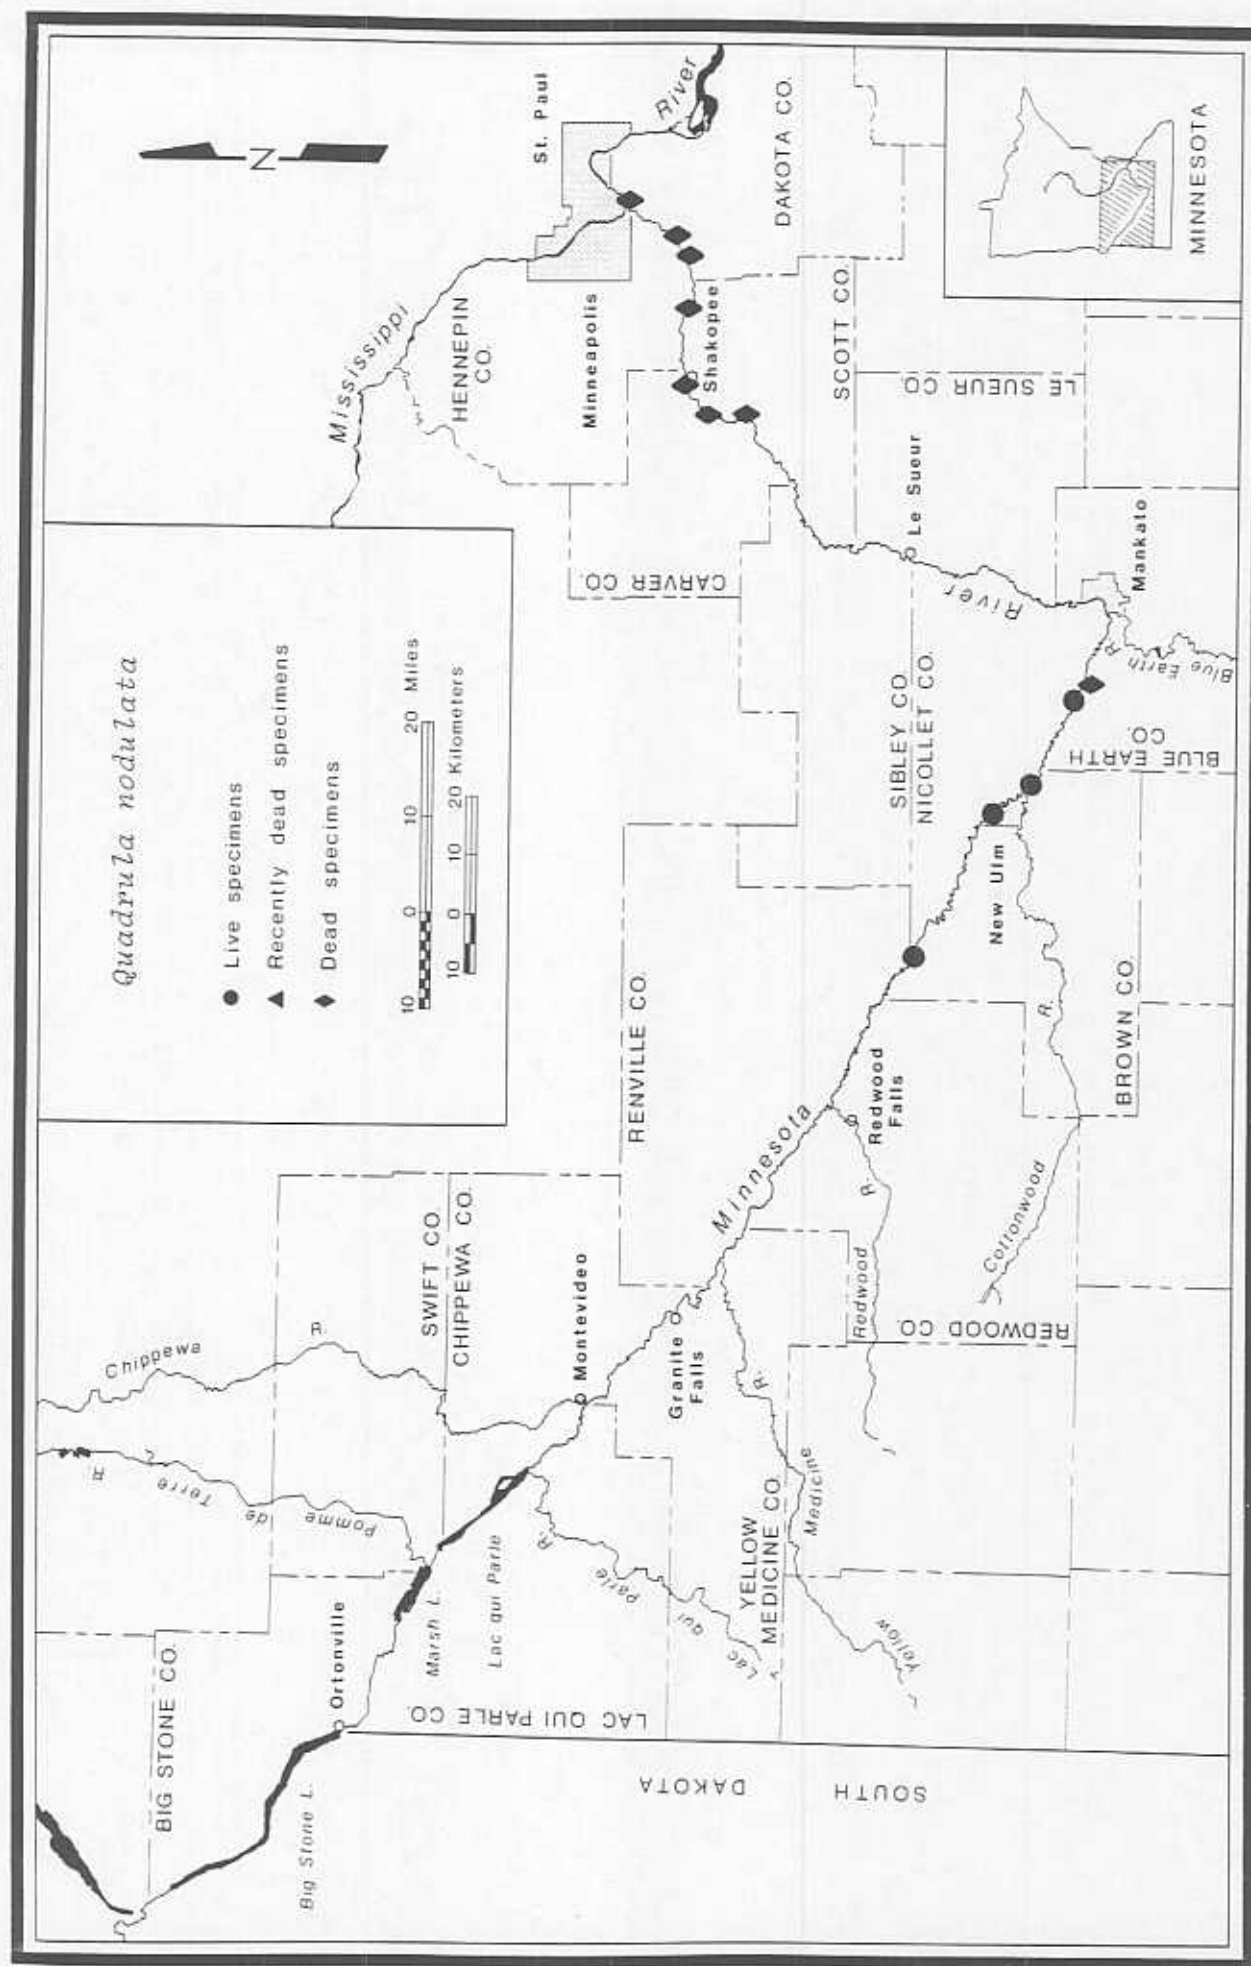 Quadrula nodulata
● Live specimens
▲ Recently dead specimens
◆ Dead specimens
10 0 10 20 Miles
10 0 10 20 Kilometers
N
BIG STONE CO.
Big Stone L.
Ortonville
Marsh L.
Lac qui Parle
Pomme de Terre R.
Chippewa R.
SWIFT CO.
CHIPPEWA CO.
Montevideo
LAC QUI PARLE CO.
Lac qui Parle R.
SOUTH DAKOTA
YELLOW
MEDICINE CO.
Yellow Medicine R.
Granite
Falls
Minnesota River
RENVILLE CO.
Redwood
Falls
Redwood R.
REDWOOD CO.
Cottonwood R.
BROWN CO.
New Ulm
SIBLEY CO.
NICOLLET CO.
BLUE EARTH
CO.
Blue Earth R.
Mankato
Le Sueur
LE SUEUR CO.
SCOTT CO.
CARVER CO.
Shakopee
HENNEPIN
CO.
Minneapolis
St. Paul
Mississippi River
DAKOTA CO.
MINNESOTA